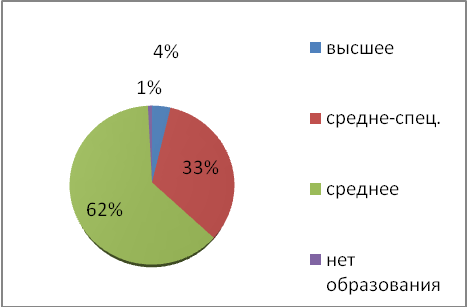 4%
1%
33%
62%
высшее
средне-спец.
среднее
нет
образования